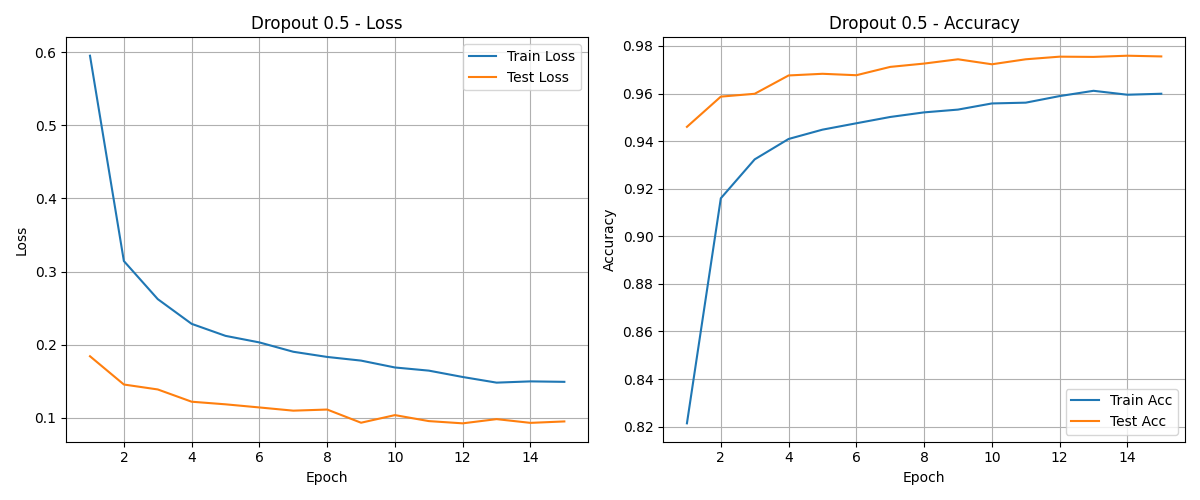 Dropout 0.5 - Loss
0.6
0.5
0.4
0.3
0.2
0.1
Loss
2 4 6 8 10 12 14
Epoch
Train Loss
Test Loss
Dropout 0.5 - Accuracy
0.98
0.96
0.94
0.92
0.90
0.88
0.86
0.84
0.82
Accuracy
2 4 6 8 10 12 14
Epoch
Train Acc
Test Acc